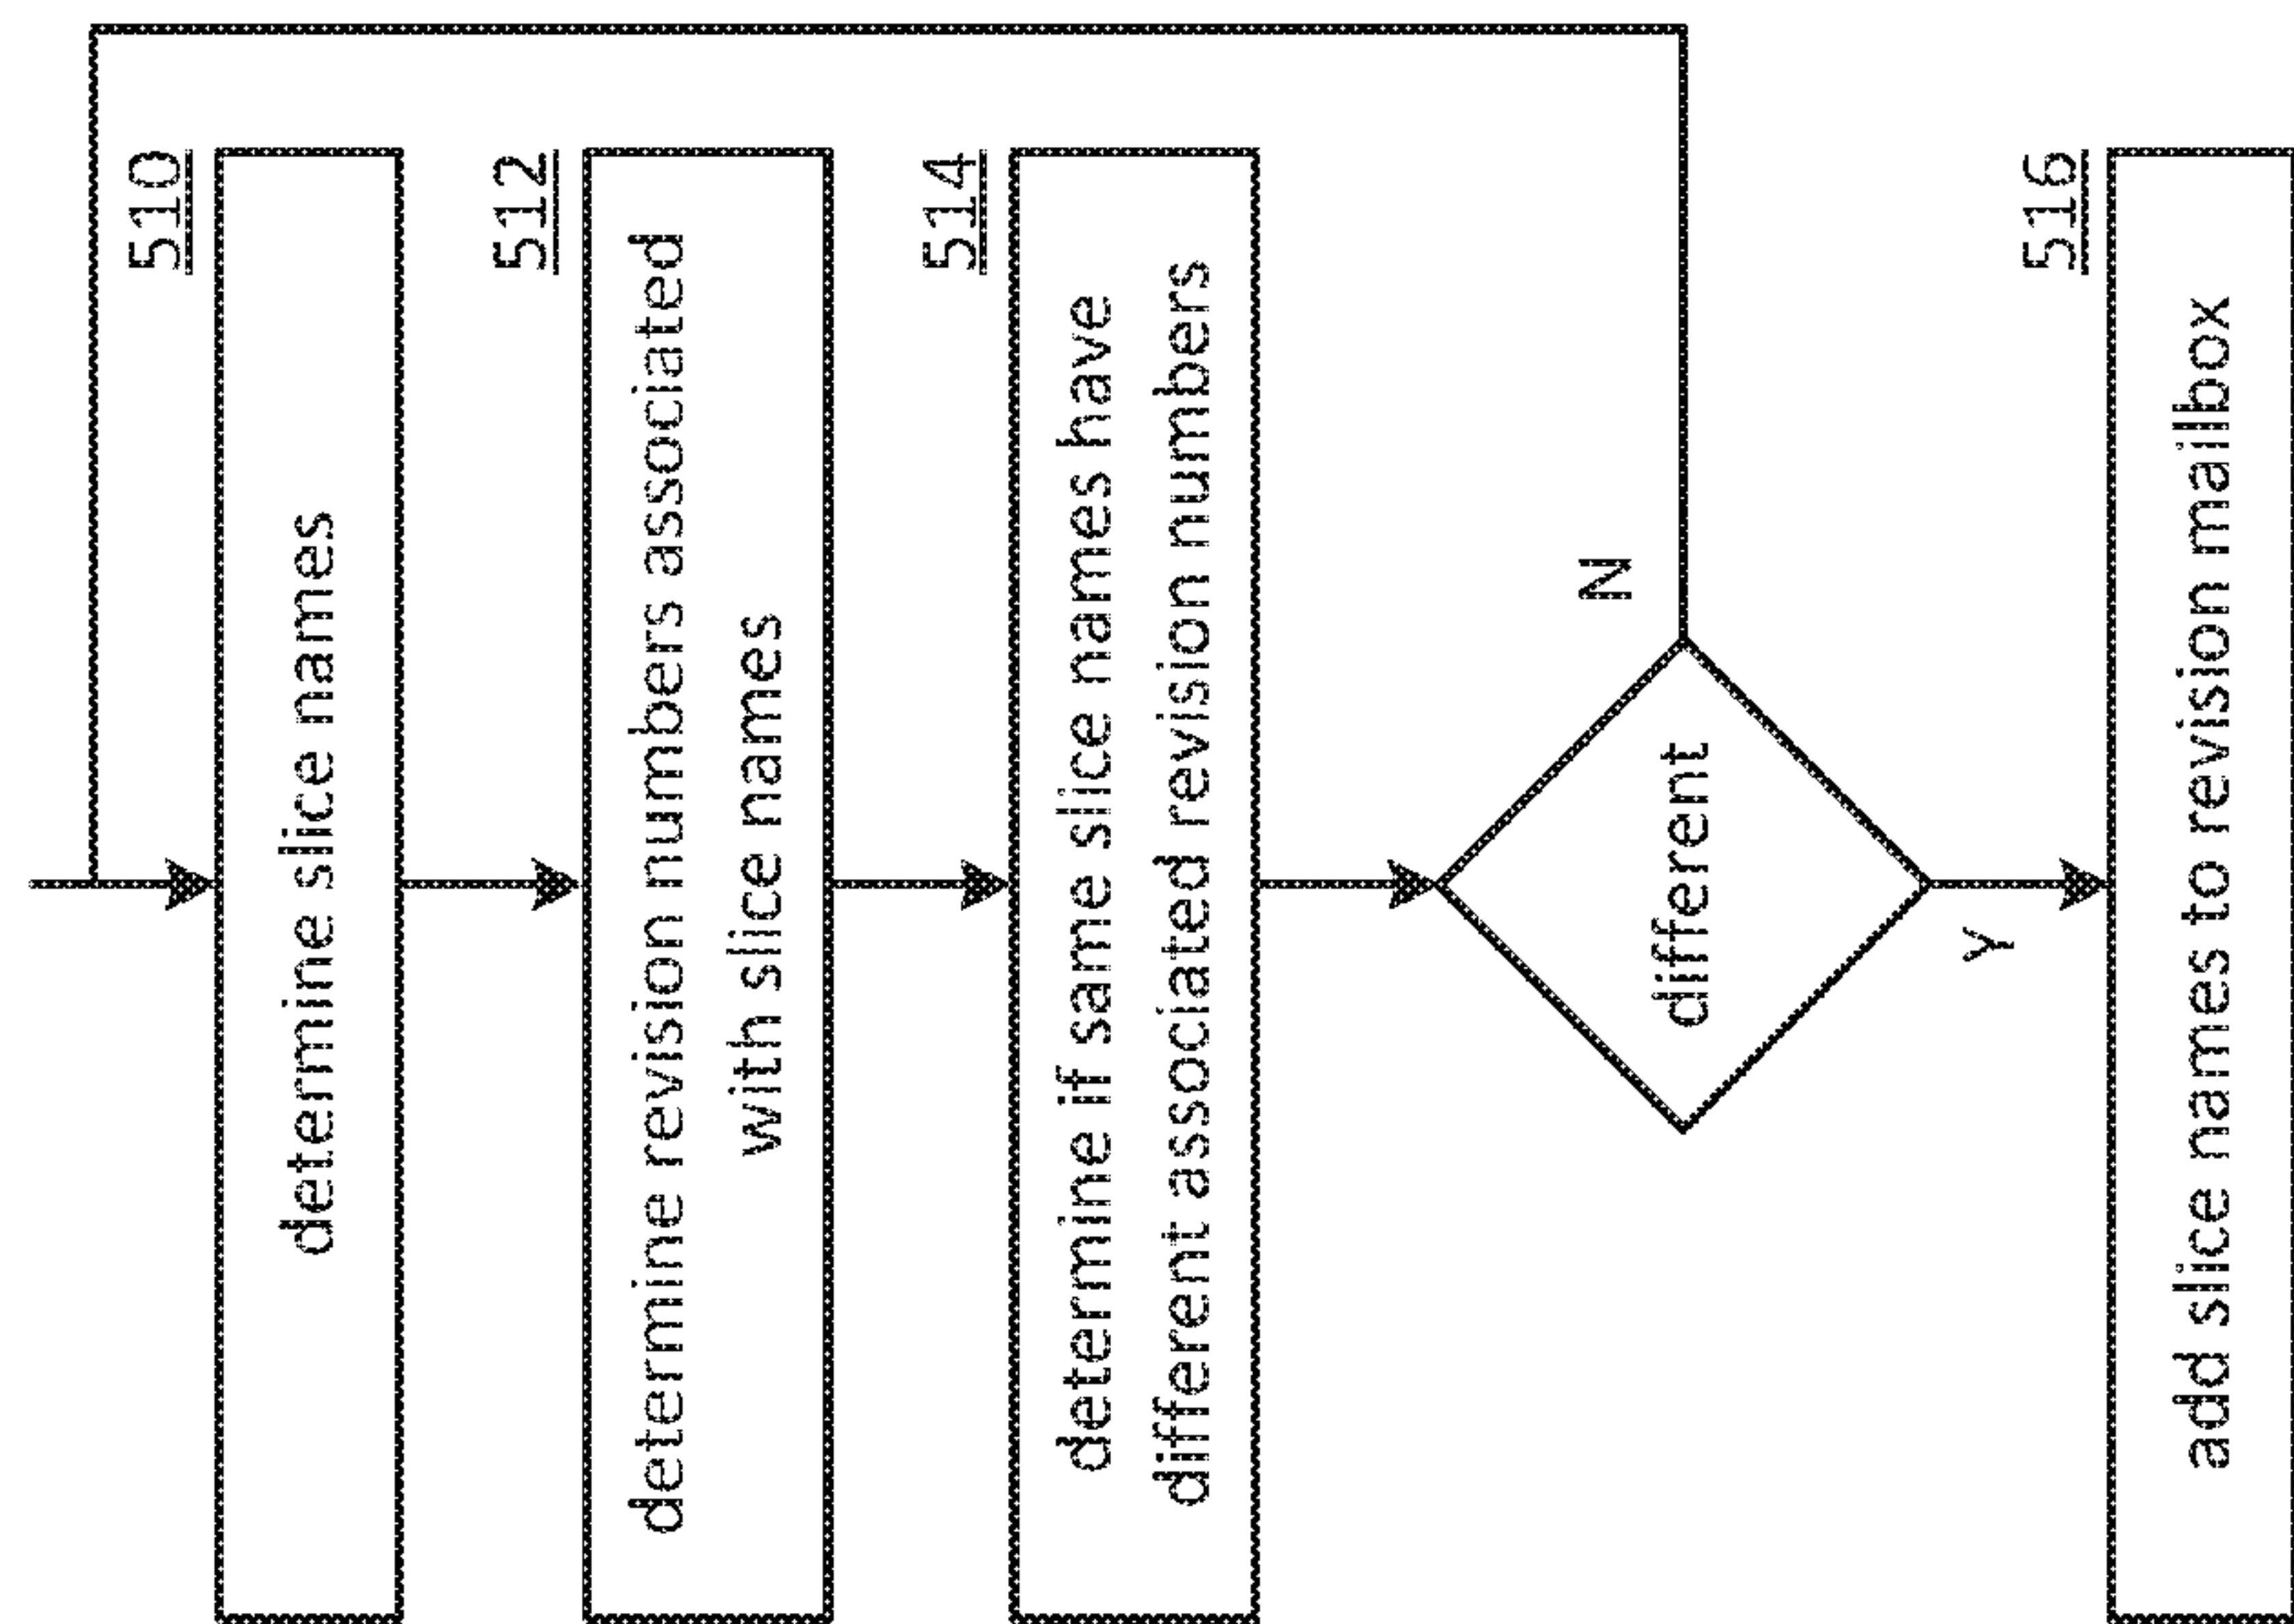 510
determine slice names
512
determine revision numbers associated
with slice names
514
determine if same slice names have
different associated revision numbers
different
N
Y
516
add slice names to revision mailbox